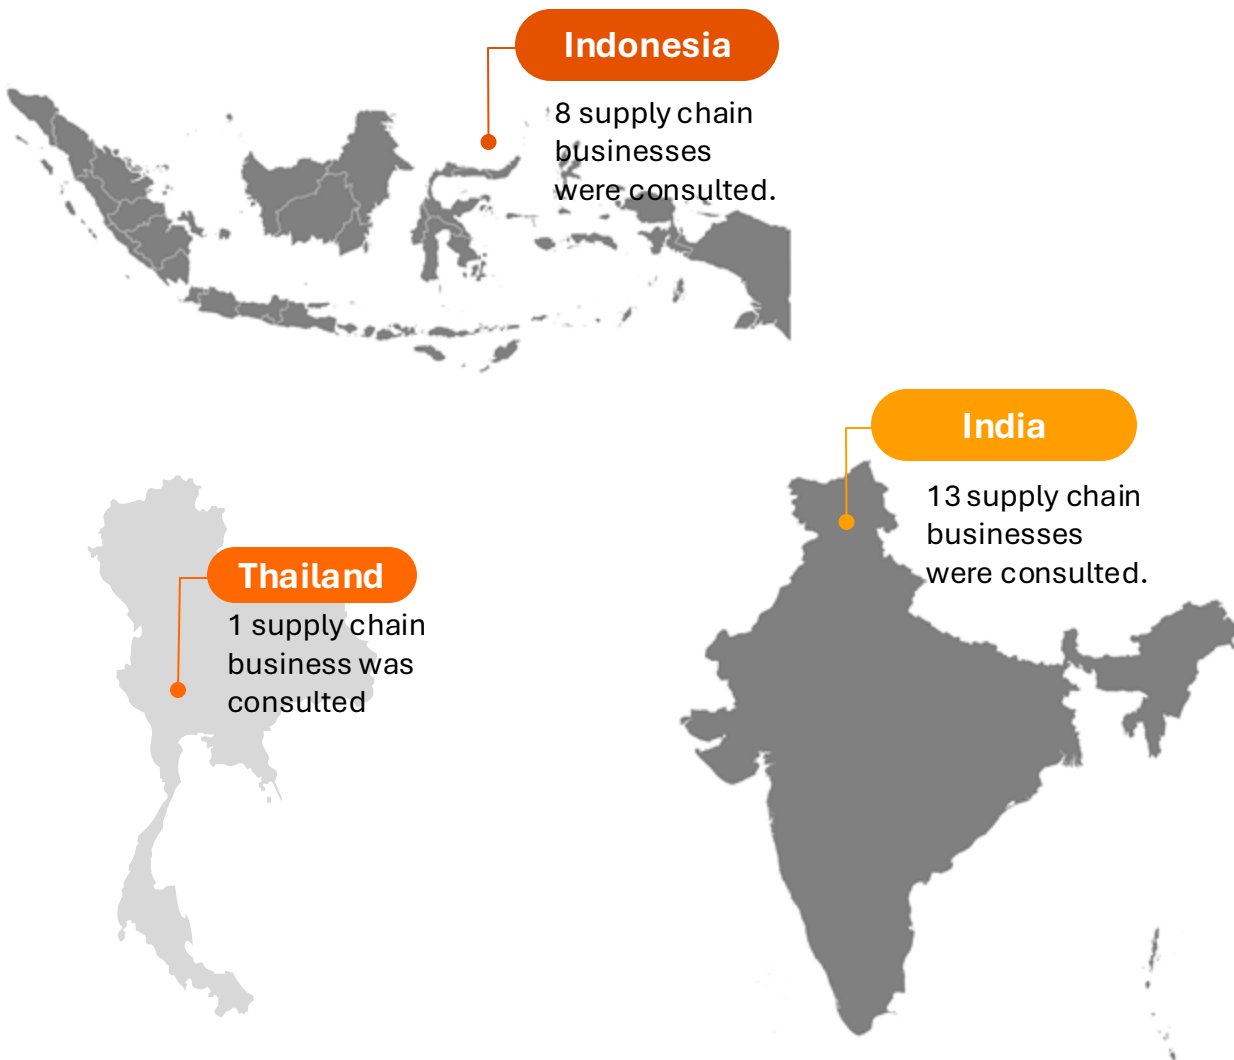 Indonesia
8 supply chain
businesses
were consulted.
India
13 supply chain
businesses
were consulted.
Thailand
1 supply chain
business was
consulted